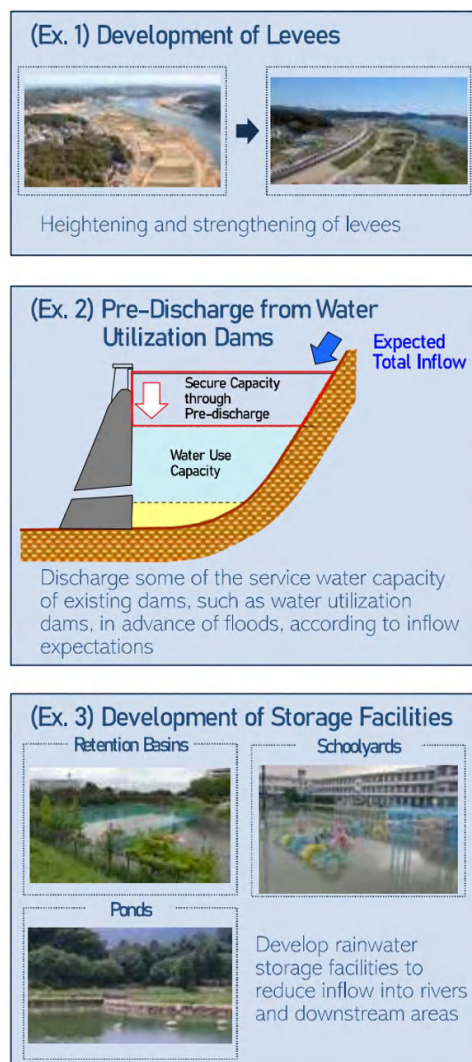 (Ex. 1) Development of Levees
Heightening and strengthening of levees
(Ex. 2) Pre-Discharge from Water
Utilization Dams
Expected
Total Inflow
Secure Capacity
through
Pre-discharge
Water Use
Capacity
Discharge some of the service water capacity
of existing dams, such as water utilization
dams, in advance of floods, according to inflow
expectations
(Ex. 3) Development of Storage Facilities
Retention Basins
Schoolyards
Ponds
Develop rainwater
storage facilities to
reduce inflow into rivers
and downstream areas